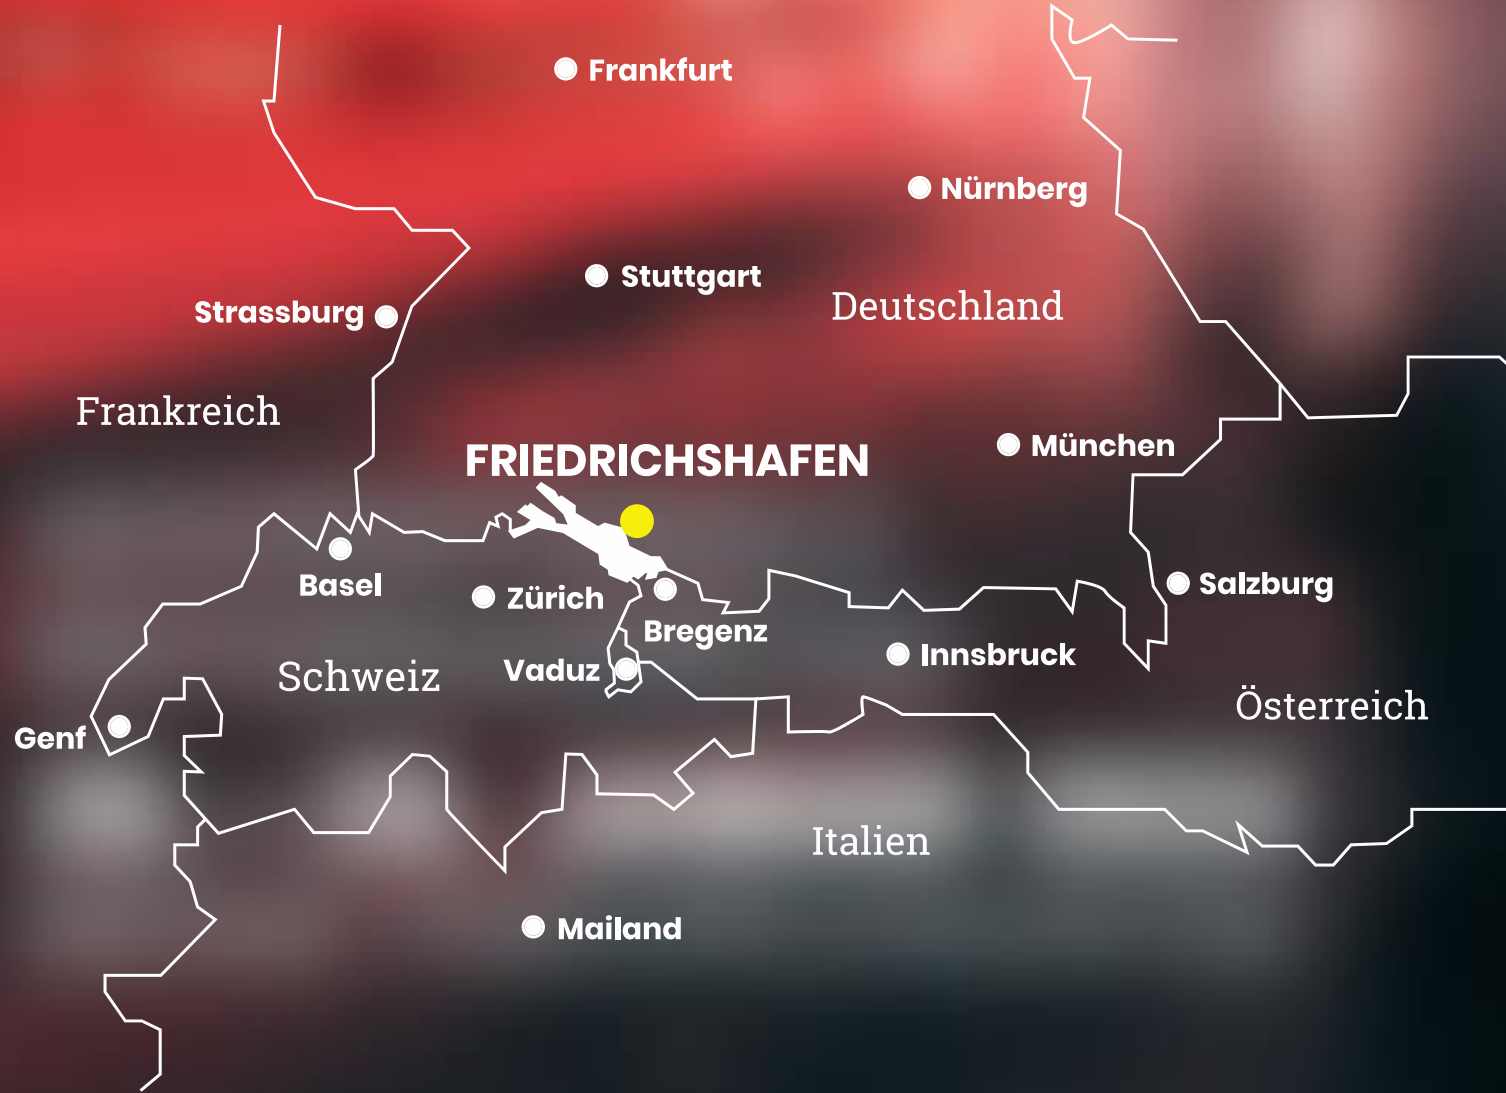 Frankfurt
Nürnberg
Stuttgart
Deutschland
Strassburg
Frankreich
München
FRIEDRICHSHAFEN
Basel
Zürich
Salzburg
Bregenz
Innsbruck
Vaduz
Schweiz
Österreich
Genf
Italien
Mailand